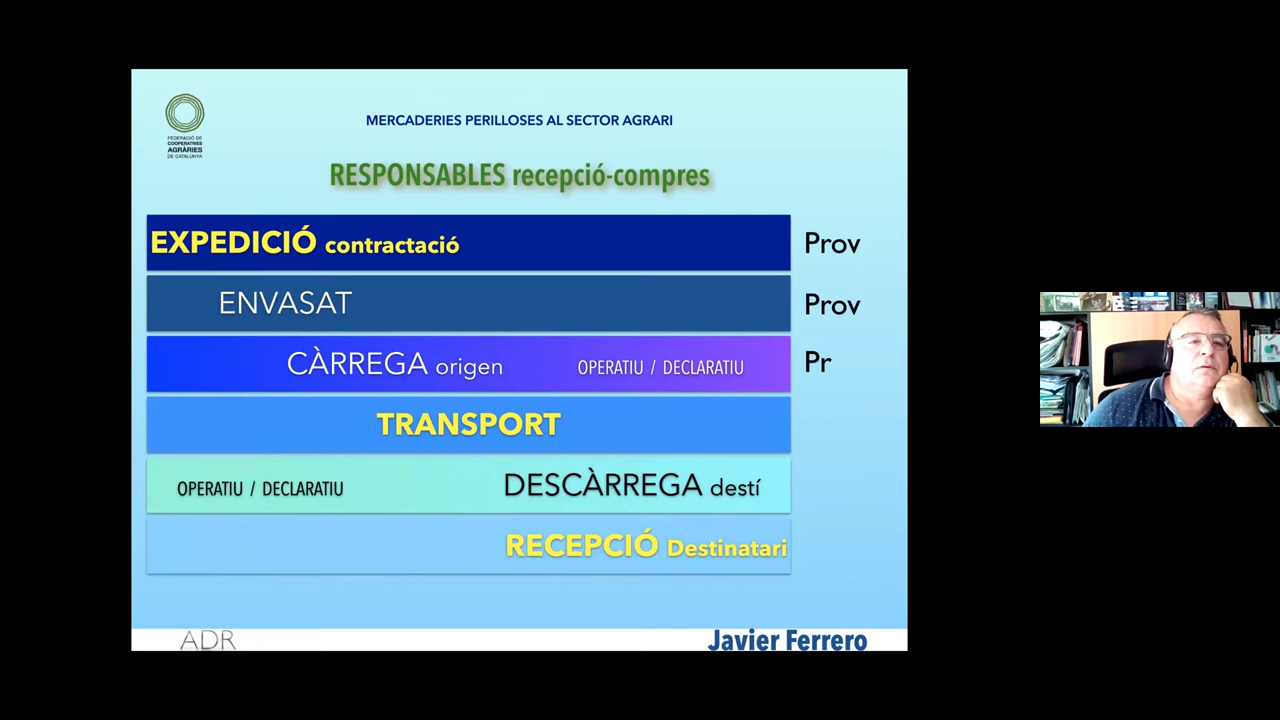 FEDERACIÓ DE
COOPERATIVES
AGRÀRIES
DE CATALUNYA
MERCADERIES PERILLOSES AL SECTOR AGRARI
RESPONSABLES recepció-compres
EXPEDICIÓ contractació Prov
ENVASAT Prov
CÀRREGA origen OPERATIU / DECLARATIU Pr
TRANSPORT
OPERATIU / DECLARATIU DESCÀRREGA destí
RECEPCIÓ Destinatari
ADR Javier Ferrero